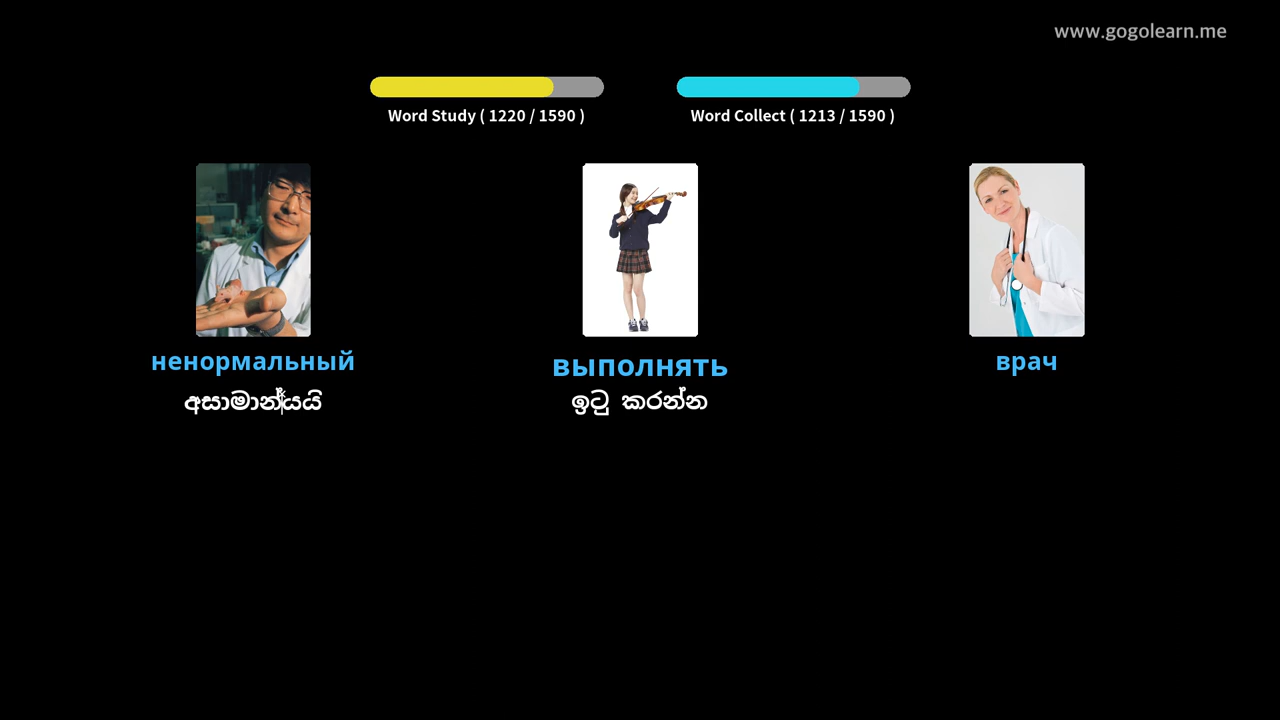 www.gogolearn.me
Word Study ( 1220 / 1590 )
Word Collect ( 1213 / 1590 )
ненормальный
выполнять
врач
අසාමාන්‍යයි
ඉටු කරන්න